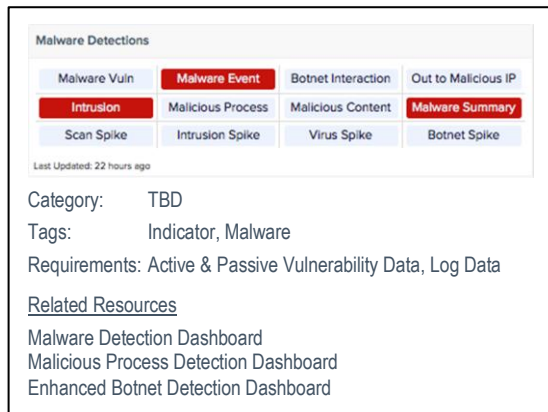 Malware Detections
Malware Vuln Malware Event Botnet Interaction Out to Malicious IP
Intrusion Malicious Process Malicious Content Malware Summary
Scan Spike Intrusion Spike Virus Spike Botnet Spike
Last Updated: 22 hours ago
Category: TBD
Tags: Indicator, Malware
Requirements: Active & Passive Vulnerability Data, Log Data
Related Resources
Malware Detection Dashboard
Malicious Process Detection Dashboard
Enhanced Botnet Detection Dashboard